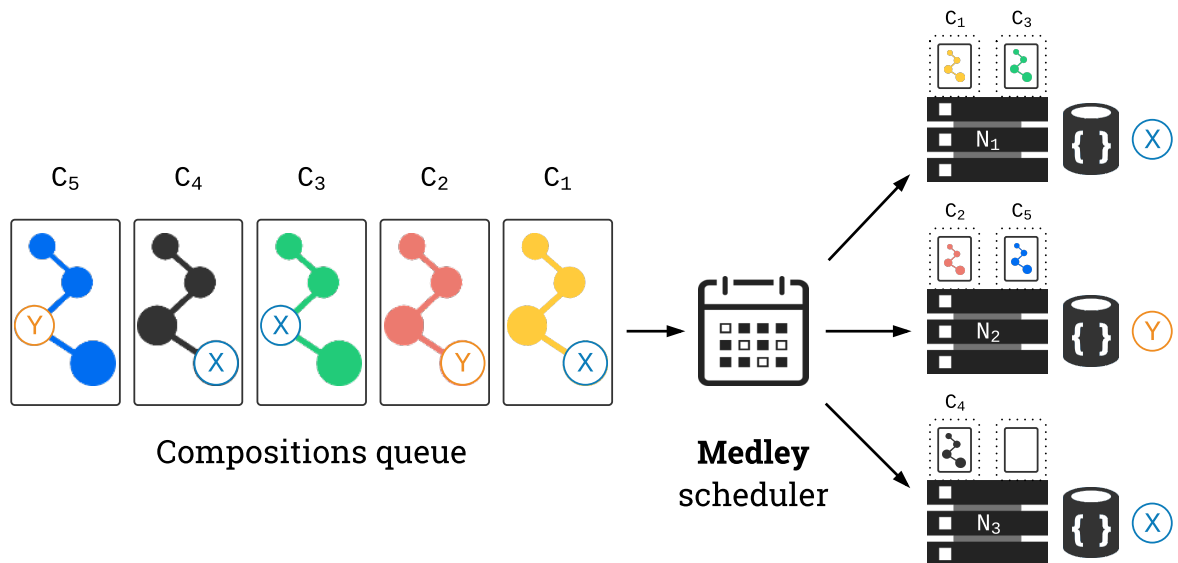 C₅ C₄ C₃ C₂ C₁
Y X X Y X
Compositions queue
Medley
scheduler
C₁ C₃
N₁ { } X
C₂ C₅
N₂ { } Y
C₄
N₃ { } X